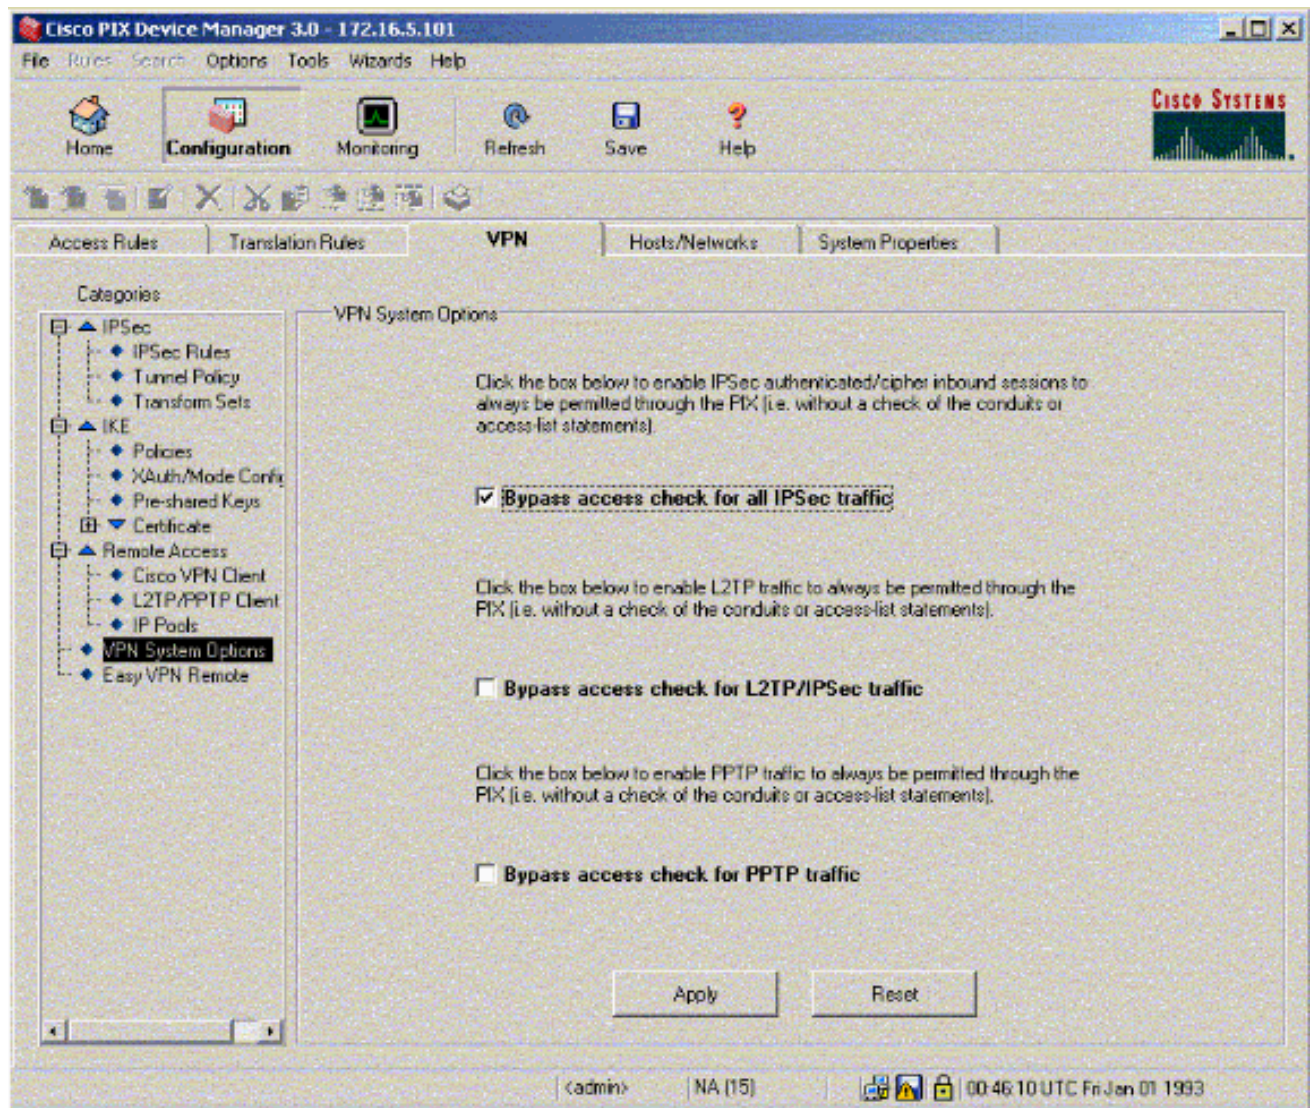 Cisco PIX Device Manager 3.0 - 172.16.5.101
File Rules Search Options Tools Wizards Help
Home Configuration Monitoring Refresh Save Help
CISCO SYSTEMS
Access Rules Translation Rules VPN Hosts/Networks System Properties
Categories
IPSec
IPSec Rules
Tunnel Policy
Transform Sets
IKE
Policies
XAuth/Mode Config
Pre-shared Keys
Certificate
Remote Access
Cisco VPN Client
L2TP/PPTP Client
IP Pools
VPN System Options
Easy VPN Remote
VPN System Options
Click the box below to enable IPSec authenticated/cipher inbound sessions to
always be permitted through the PIX (i.e. without a check of the conduits or
access-list statements).
Bypass access check for all IPSec traffic
Click the box below to enable L2TP traffic to always be permitted through the
PIX (i.e. without a check of the conduits or access-list statements).
Bypass access check for L2TP/IPSec traffic
Click the box below to enable PPTP traffic to always be permitted through the
PIX (i.e. without a check of the conduits or access-list statements).
Bypass access check for PPTP traffic
Apply Reset
<admin> NA (15) 00:46:10 UTC Fri Jan 01 1993